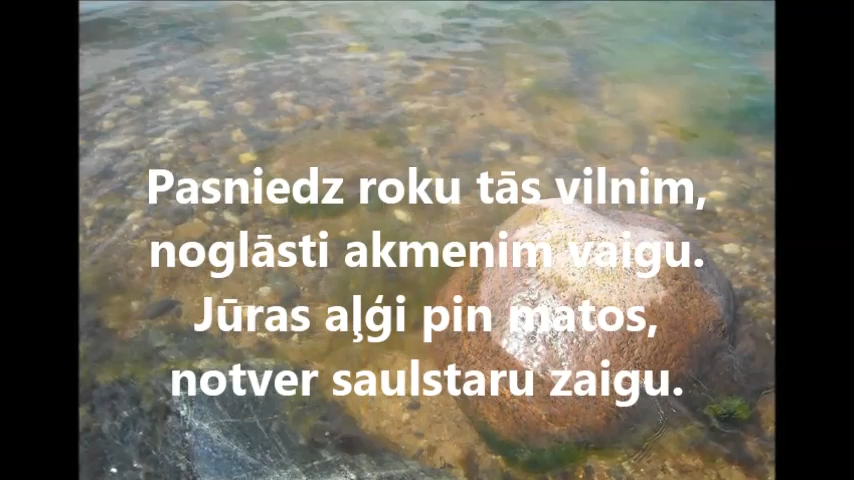 Pasniedz roku tās vilnim,
noglāsti akmenim vaigu.
Jūras aļģi pin matos,
notver saulstaru zaigu.